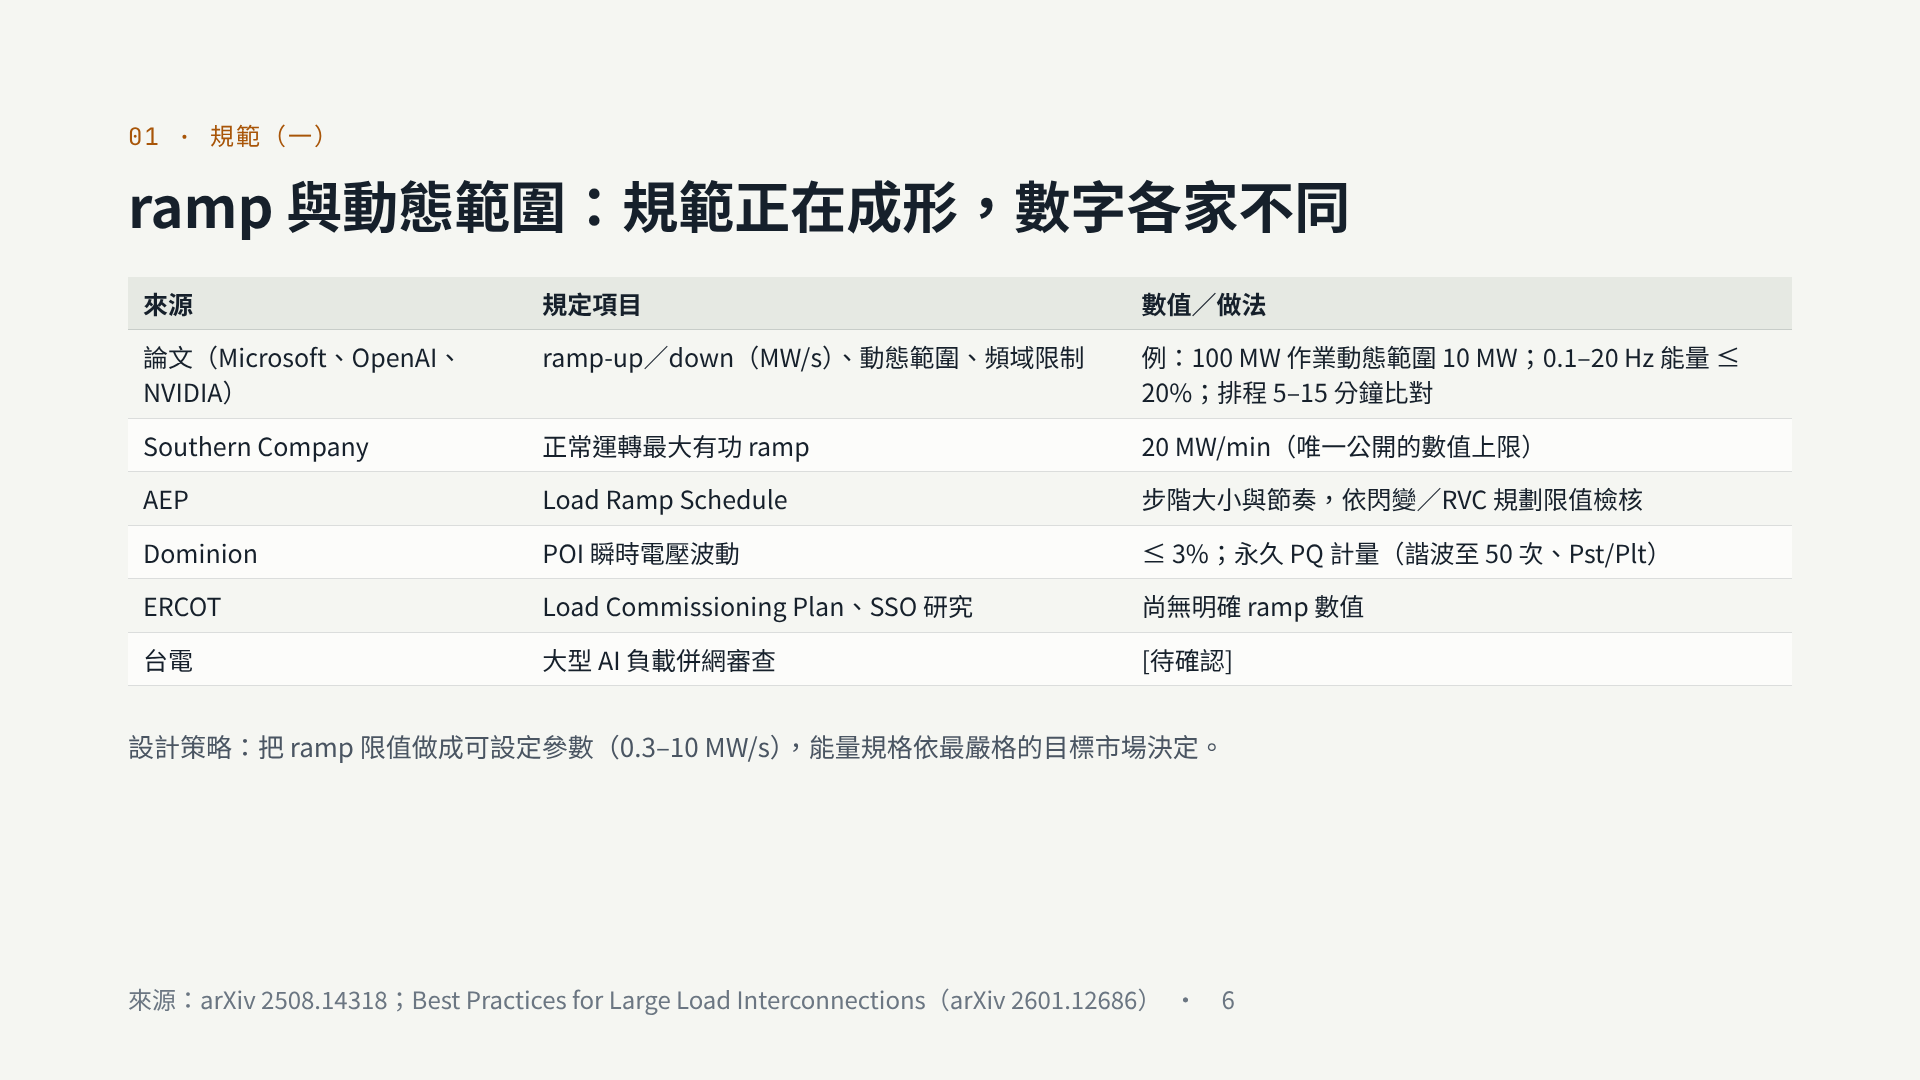 01 · 規範（一）
ramp 與動態範圍：規範正在成形，數字各家不同
來源 規定項目 數值／做法
論文（Microsoft、OpenAI、 ramp-up／down（MW/s）、動態範圍、頻域限制 例：100 MW 作業動態範圍 10 MW；0.1–20 Hz 能量 ≤
NVIDIA） 20%；排程 5–15 分鐘比對
Southern Company 正常運轉最大有功 ramp 20 MW/min（唯一公開的數值上限）
AEP Load Ramp Schedule 步階大小與節奏，依閃變／RVC 規劃限值檢核
Dominion POI 瞬時電壓波動 ≤ 3%；永久 PQ 計量（諧波至 50 次、Pst/Plt）
ERCOT Load Commissioning Plan、SSO 研究 尚無明確 ramp 數值
台電 大型 AI 負載併網審查 [待確認]
設計策略：把 ramp 限值做成可設定參數（0.3–10 MW/s），能量規格依最嚴格的目標市場決定。
來源：arXiv 2508.14318；Best Practices for Large Load Interconnections（arXiv 2601.12686） · 6